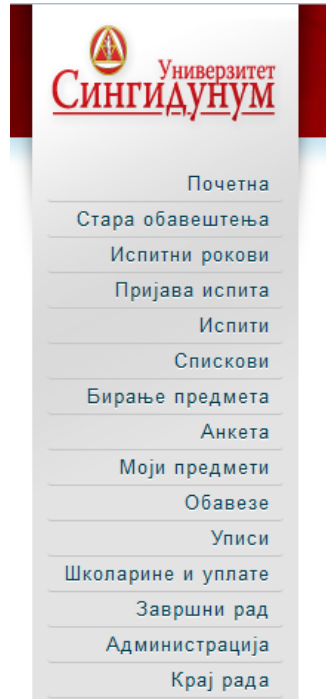 Универзитет
Сингидунум
Почетна
Стара обавештења
Испитни рокови
Пријава испита
Испити
Спискови
Бирање предмета
Анкета
Моји предмети
Обавезе
Уписи
Школарине и уплате
Завршни рад
Администрација
Крај рада